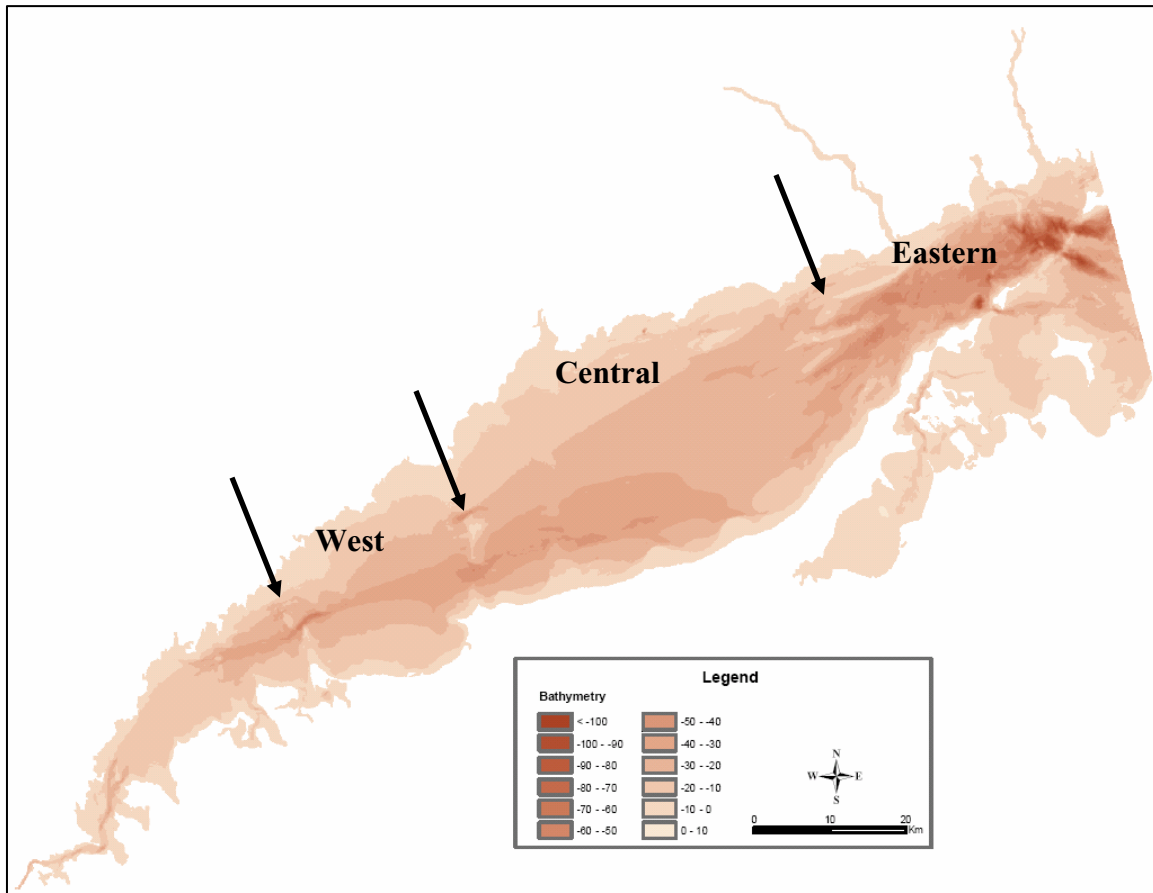 Eastern
Central
West
Legend
Bathymetry
< -100
-100 - -90
-90 - -80
-80 - -70
-70 - -60
-60 - -50
-50 - -40
-40 - -30
-30 - -20
-20 - -10
-10 - 0
0 - 10
N
W E
S
0 10 20
Km